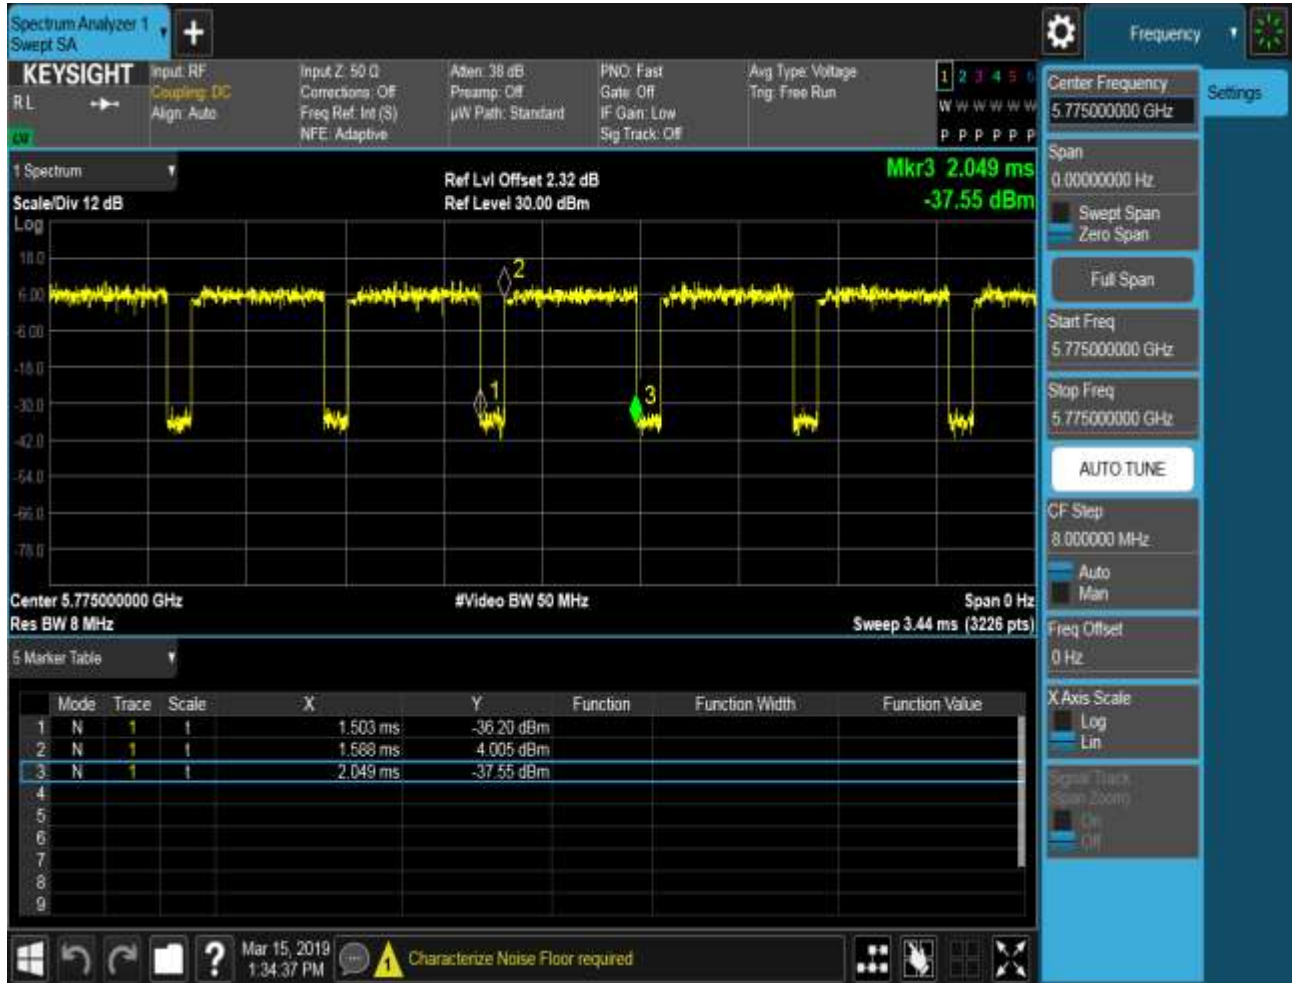 Spectrum Analyzer 1
Swept SA
+
Frequency
KEYSIGHT
R L
Input: RF
Coupling: DC
Align: Auto
Input Z: 50 Ω
Corrections: Off
Freq Ref: Int (S)
NFE: Adaptive
Atten: 38 dB
Preamp: Off
µW Path: Standard
PNO: Fast
Gate: Off
IF Gain: Low
Sig Track: Off
Avg Type: Voltage
Trig: Free Run
1 2 3 4 5 6
W W W W W W
P P P P P P
Center Frequency
5.775000000 GHz
Settings
Span
0.00000000 Hz
Swept Span
Zero Span
Full Span
Start Freq
5.775000000 GHz
Stop Freq
5.775000000 GHz
AUTO TUNE
CF Step
8.000000 MHz
Auto
Man
Freq Offset
0 Hz
X Axis Scale
Log
Lin
Signal Track
(Span Zoom)
On
Off
1 Spectrum
Scale/Div 12 dB
Ref Lvl Offset 2.32 dB
Ref Level 30.00 dBm
Mkr3 2.049 ms
-37.55 dBm
Log
18.0
6.00
-6.00
-18.0
-30.0
-42.0
-54.0
-66.0
-78.0
2
1
3
Center 5.775000000 GHz
#Video BW 50 MHz
Span 0 Hz
Res BW 8 MHz
Sweep 3.44 ms (3226 pts)
5 Marker Table
Mode Trace Scale X Y Function Function Width Function Value
1 N 1 t 1.503 ms -36.20 dBm
2 N 1 t 1.588 ms 4.005 dBm
3 N 1 t 2.049 ms -37.55 dBm
4
5
6
7
8
9
?
Mar 15, 2019
1:34:37 PM
1
Characterize Noise Floor required